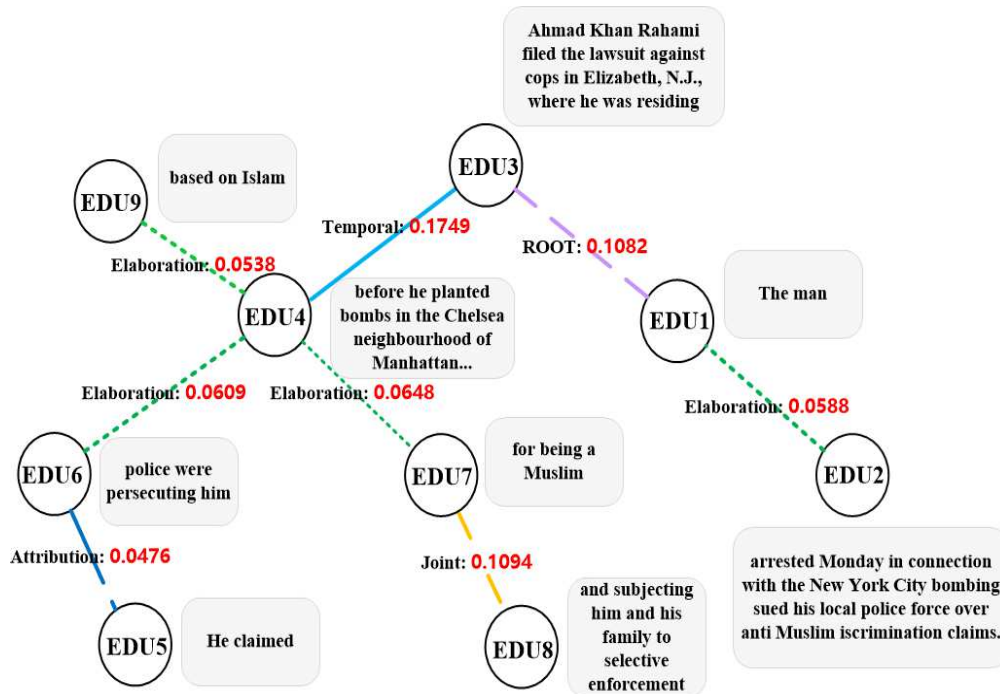 Ahmad Khan Rahami
filed the lawsuit against
cops in Elizabeth, N.J.,
where he was residing
EDU3
based on Islam
EDU9
Temporal: 0.1749
ROOT: 0.1082
Elaboration: 0.0538
EDU4
before he planted
bombs in the Chelsea
neighbourhood of
Manhattan...
The man
EDU1
Elaboration: 0.0609
Elaboration: 0.0648
Elaboration: 0.0588
EDU6
police were
persecuting him
EDU7
for being a
Muslim
EDU2
Attribution: 0.0476
Joint: 0.1094
arrested Monday in connection
with the New York City bombing
sued his local police force over
anti Muslim iscrimination claims.
EDU5
He claimed
EDU8
and subjecting
him and his
family to
selective
enforcement